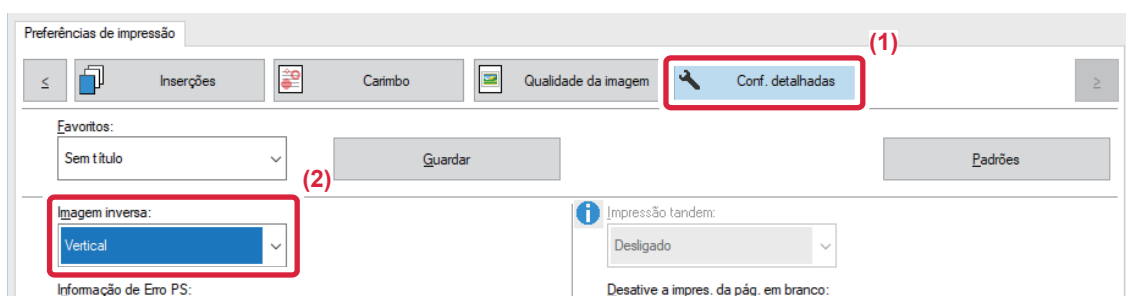 Preferências de impressão
(1)
< Inserções Carimbo Qualidade da imagem Conf. detalhadas >
Favoritos:
Sem título Guardar Padrões
(2)
Imagem inversa: Impressão tandem:
Vertical Desligado
Informação de Erro PS: Desative a impres. da pág. em branco: